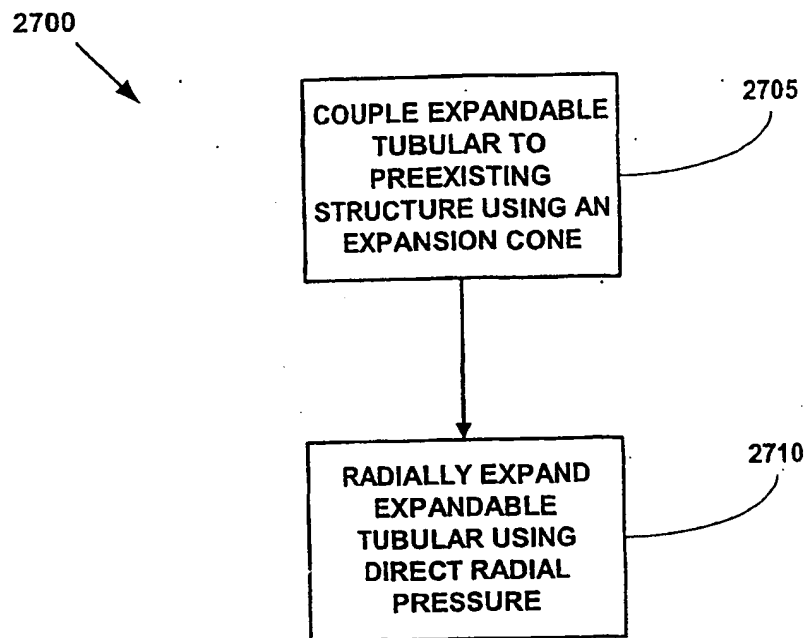 2700
COUPLE EXPANDABLE
TUBULAR TO
PREEXISTING
STRUCTURE USING AN
EXPANSION CONE
2705
RADIALLY EXPAND
EXPANDABLE
TUBULAR USING
DIRECT RADIAL
PRESSURE
2710